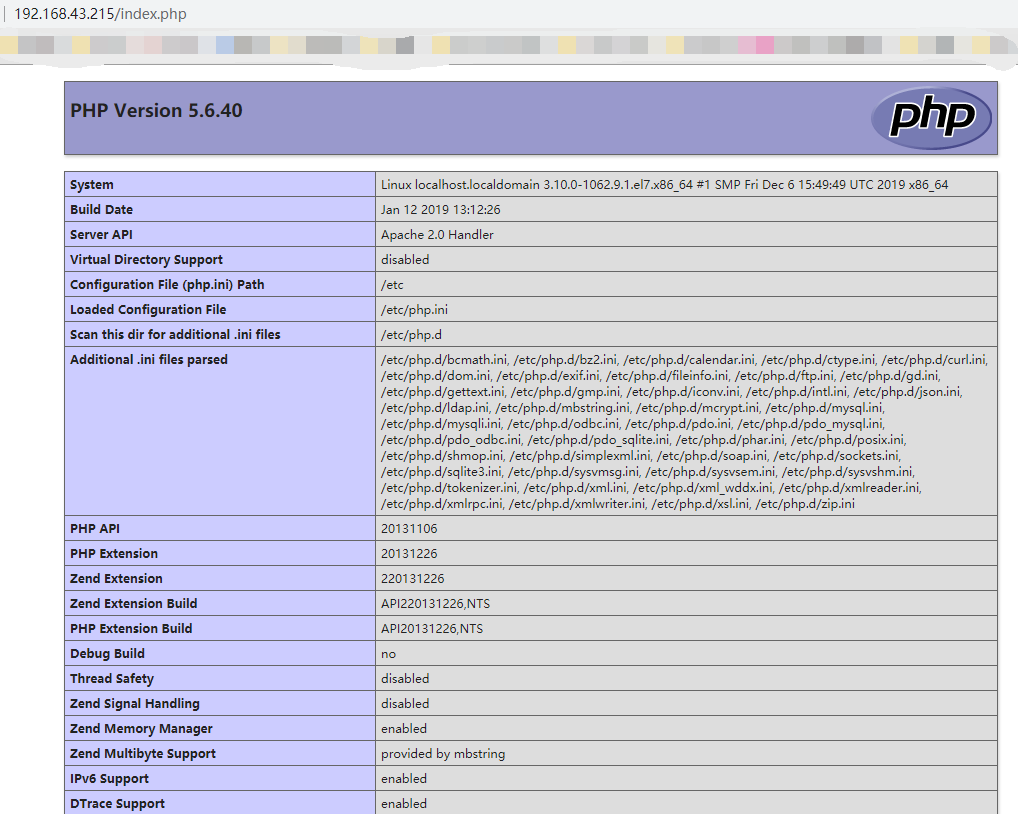 192.168.43.215/index.php
PHP Version 5.6.40
php
System Linux localhost.localdomain 3.10.0-1062.9.1.el7.x86_64 #1 SMP Fri Dec 6 15:49:49 UTC 2019 x86_64
Build Date Jan 12 2019 13:12:26
Server API Apache 2.0 Handler
Virtual Directory Support disabled
Configuration File (php.ini) Path /etc
Loaded Configuration File /etc/php.ini
Scan this dir for additional .ini files /etc/php.d
Additional .ini files parsed /etc/php.d/bcmath.ini, /etc/php.d/bz2.ini, /etc/php.d/calendar.ini, /etc/php.d/ctype.ini, /etc/php.d/curl.ini,
/etc/php.d/dom.ini, /etc/php.d/exif.ini, /etc/php.d/fileinfo.ini, /etc/php.d/ftp.ini, /etc/php.d/gd.ini,
/etc/php.d/gettext.ini, /etc/php.d/gmp.ini, /etc/php.d/iconv.ini, /etc/php.d/intl.ini, /etc/php.d/json.ini,
/etc/php.d/ldap.ini, /etc/php.d/mbstring.ini, /etc/php.d/mcrypt.ini, /etc/php.d/mysql.ini,
/etc/php.d/mysqli.ini, /etc/php.d/odbc.ini, /etc/php.d/pdo.ini, /etc/php.d/pdo_mysql.ini,
/etc/php.d/pdo_odbc.ini, /etc/php.d/pdo_sqlite.ini, /etc/php.d/phar.ini, /etc/php.d/posix.ini,
/etc/php.d/shmop.ini, /etc/php.d/simplexml.ini, /etc/php.d/soap.ini, /etc/php.d/sockets.ini,
/etc/php.d/sqlite3.ini, /etc/php.d/sysvmsg.ini, /etc/php.d/sysvsem.ini, /etc/php.d/sysvshm.ini,
/etc/php.d/tokenizer.ini, /etc/php.d/xml.ini, /etc/php.d/xml_wddx.ini, /etc/php.d/xmlreader.ini,
/etc/php.d/xmlrpc.ini, /etc/php.d/xmlwriter.ini, /etc/php.d/xsl.ini, /etc/php.d/zip.ini
PHP API 20131106
PHP Extension 20131226
Zend Extension 220131226
Zend Extension Build API220131226,NTS
PHP Extension Build API20131226,NTS
Debug Build no
Thread Safety disabled
Zend Signal Handling disabled
Zend Memory Manager enabled
Zend Multibyte Support provided by mbstring
IPv6 Support enabled
DTrace Support enabled